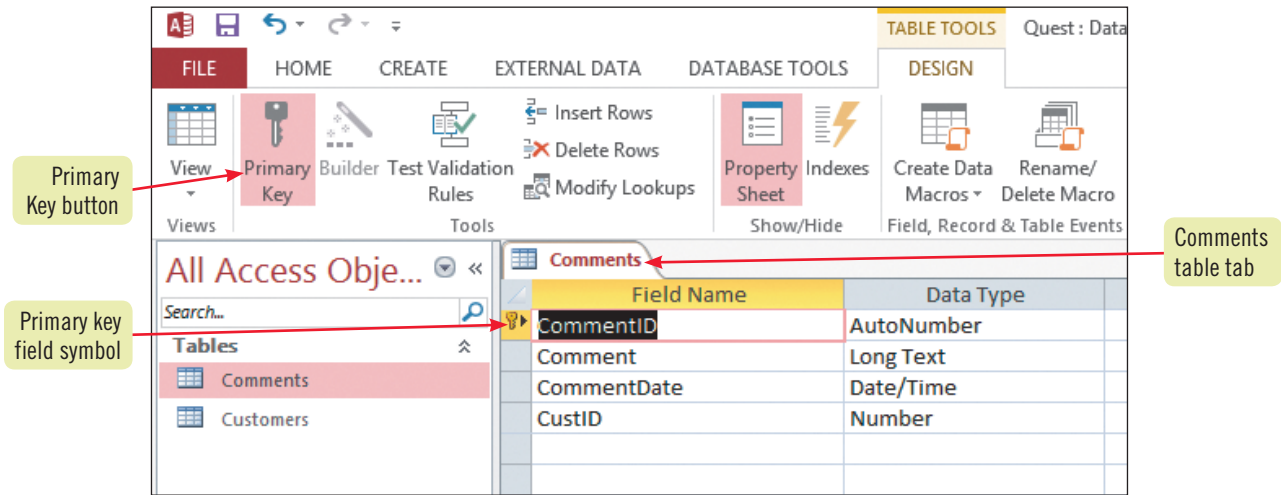 TABLE TOOLS Quest : Data
FILE HOME CREATE EXTERNAL DATA DATABASE TOOLS DESIGN
View
Primary
Key
Builder
Test Validation
Rules
Insert Rows
Delete Rows
Modify Lookups
Property
Sheet
Indexes
Create Data
Macros
Rename/
Delete Macro
Views
Tools
Show/Hide
Field, Record & Table Events
Primary
Key button
Comments
table tab
Primary key
field symbol
All Access Obje...
Search...
Tables
Comments
Customers
Comments
Field Name Data Type
CommentID AutoNumber
Comment Long Text
CommentDate Date/Time
CustID Number